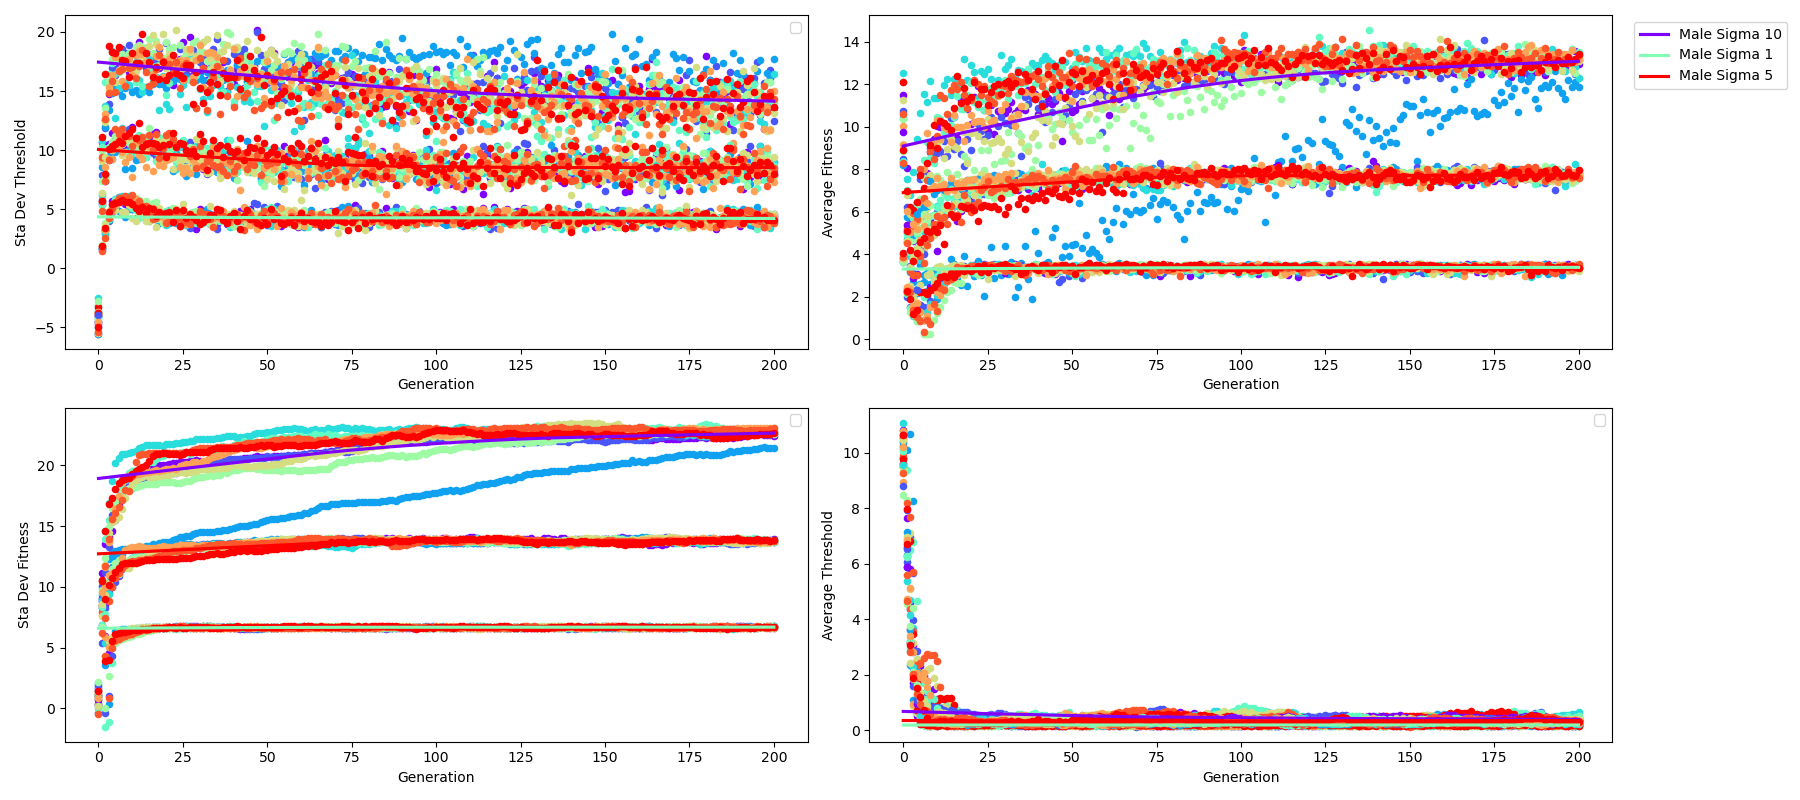 20
15
10
5
0
−5
Sta Dev Threshold
0 25 50 75 100 125 150 175 200
Generation
14
12
10
8
6
4
2
0
Average Fitness
0 25 50 75 100 125 150 175 200
Generation
Male Sigma 10
Male Sigma 1
Male Sigma 5
20
15
10
5
0
Sta Dev Fitness
0 25 50 75 100 125 150 175 200
Generation
10
8
6
4
2
0
Average Threshold
0 25 50 75 100 125 150 175 200
Generation